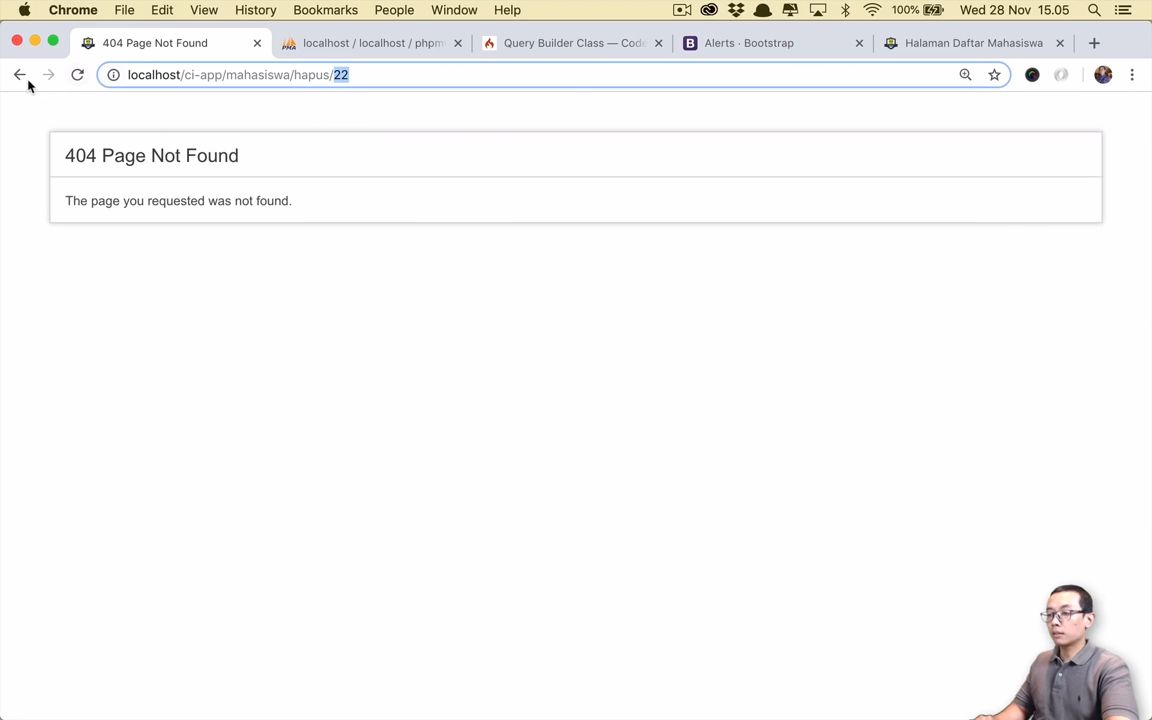 Chrome File Edit View History Bookmarks People Window Help 100% Wed 28 Nov 15.05
404 Page Not Found localhost / localhost / phpm Query Builder Class — Code Alerts · Bootstrap Halaman Daftar Mahasiswa
localhost/ci-app/mahasiswa/hapus/22
404 Page Not Found
The page you requested was not found.